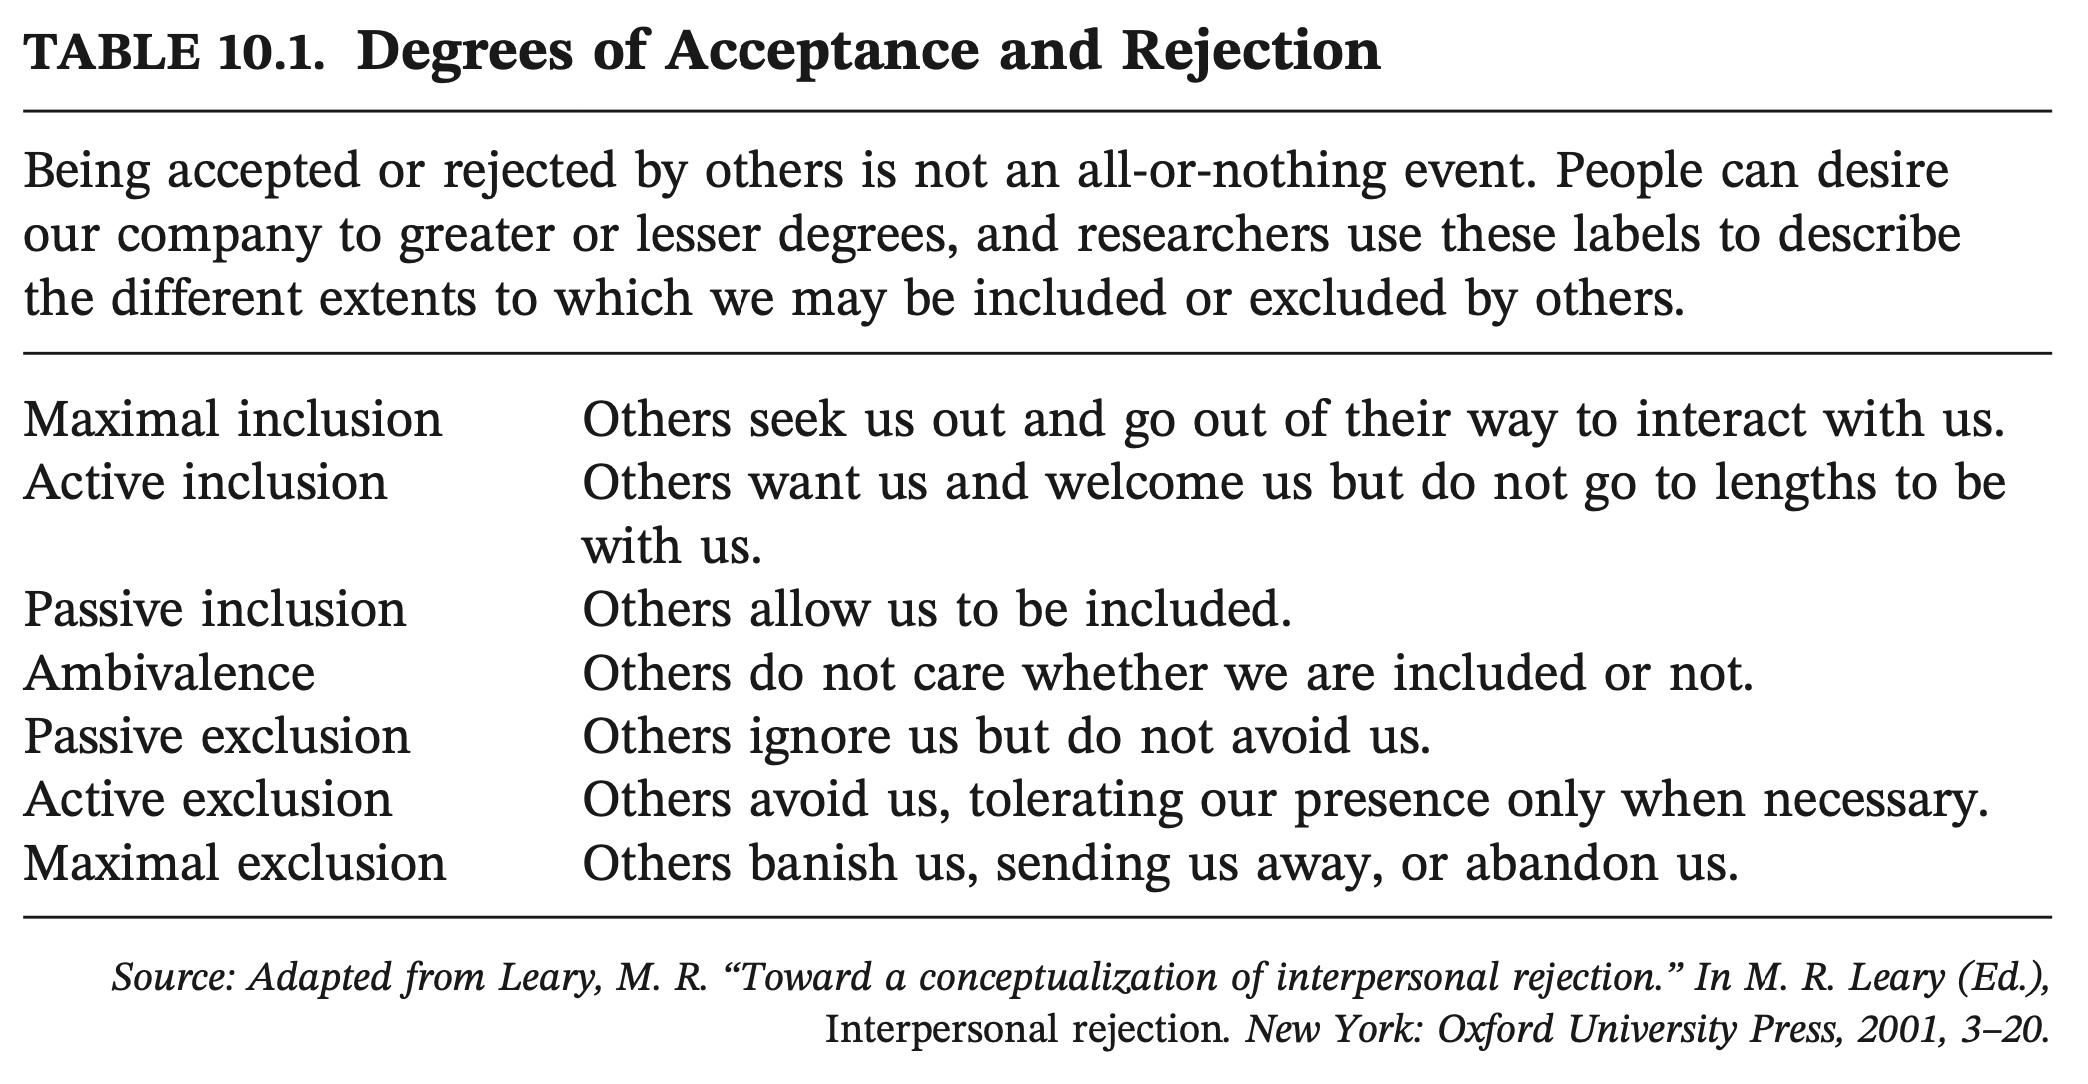 TABLE 10.1. Degrees of Acceptance and Rejection
Being accepted or rejected by others is not an all-or-nothing event. People can desire
our company to greater or lesser degrees, and researchers use these labels to describe
the different extents to which we may be included or excluded by others.
Maximal inclusion Others seek us out and go out of their way to interact with us.
Active inclusion Others want us and welcome us but do not go to lengths to be
with us.
Passive inclusion Others allow us to be included.
Ambivalence Others do not care whether we are included or not.
Passive exclusion Others ignore us but do not avoid us.
Active exclusion Others avoid us, tolerating our presence only when necessary.
Maximal exclusion Others banish us, sending us away, or abandon us.
Source: Adapted from Leary, M. R. “Toward a conceptualization of interpersonal rejection.” In M. R. Leary (Ed.),
Interpersonal rejection. New York: Oxford University Press, 2001, 3–20.